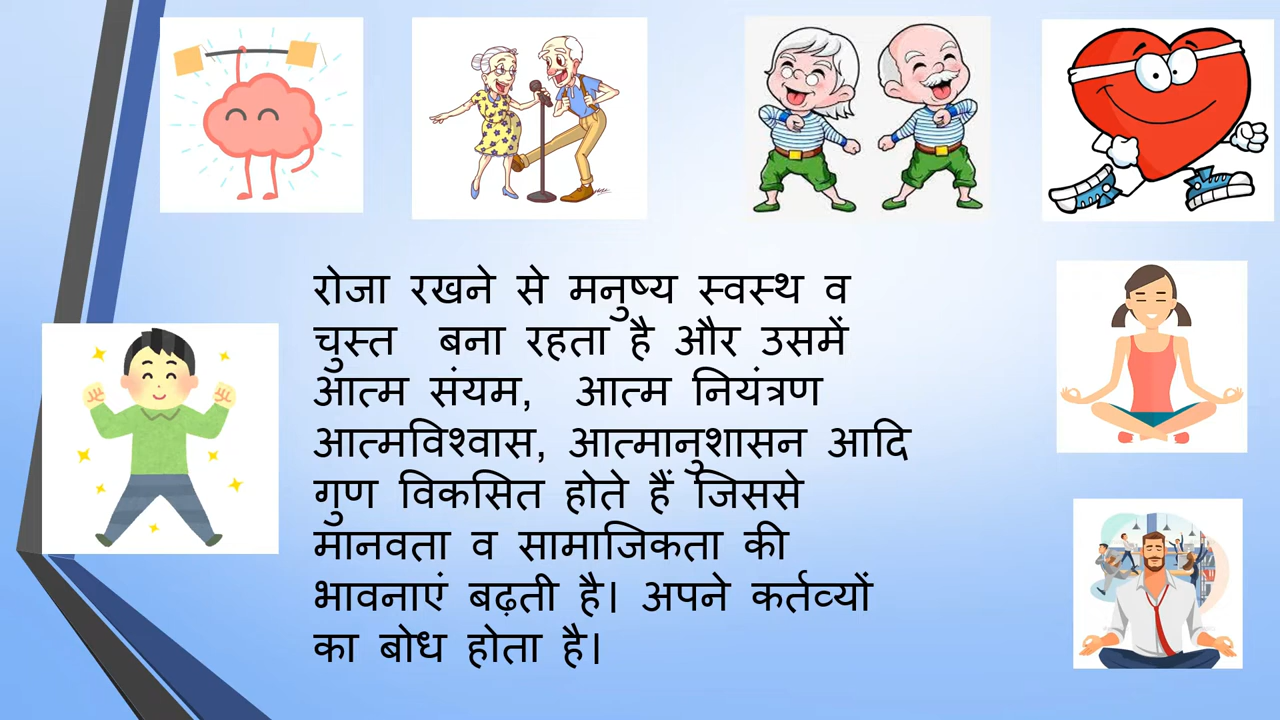 रोजा रखने से मनुष्य स्वस्थ व
चुस्त बना रहता है और उसमें
आत्म संयम, आत्म नियंत्रण
आत्मविश्वास, आत्मानुशासन आदि
गुण विकसित होते हैं जिससे
मानवता व सामाजिकता की
भावनाएं बढ़ती है। अपने कर्तव्यों
का बोध होता है।